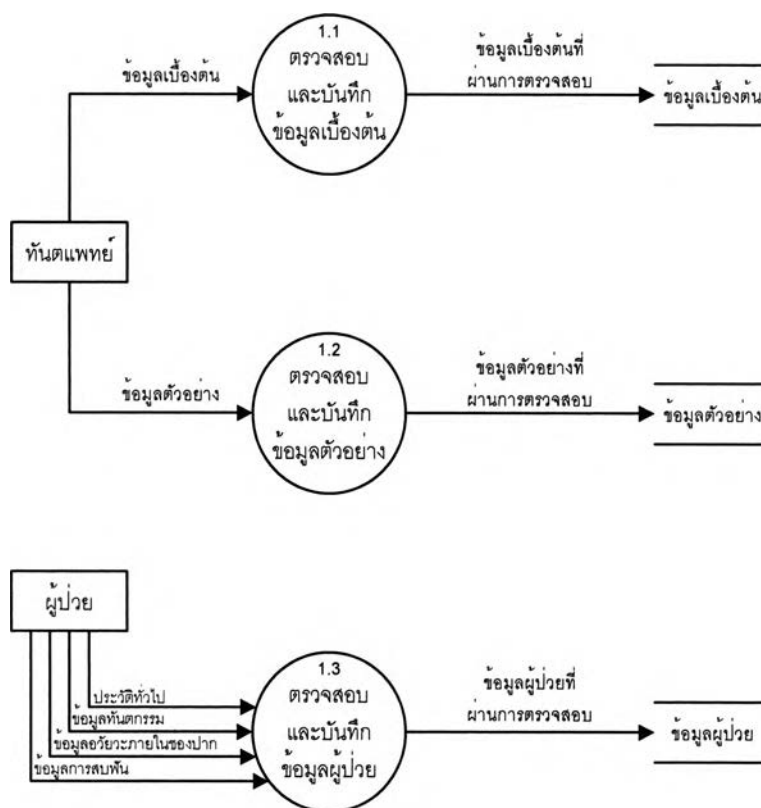 1.1
ตรวจสอบ
และบันทึก
ข้อมูลเบื้องต้น
ข้อมูลเบื้องต้น
ข้อมูลเบื้องต้นที่
ผ่านการตรวจสอบ
ข้อมูลเบื้องต้น
ทันตแพทย์
1.2
ตรวจสอบ
และบันทึก
ข้อมูลตัวอย่าง
ข้อมูลตัวอย่าง
ข้อมูลตัวอย่างที่
ผ่านการตรวจสอบ
ข้อมูลตัวอย่าง
ผู้ป่วย
ประวัติทั่วไป
ข้อมูลทันตกรรม
ข้อมูลอวัยวะภายในช่องปาก
ข้อมูลการสบฟัน
1.3
ตรวจสอบ
และบันทึก
ข้อมูลผู้ป่วย
ข้อมูลผู้ป่วยที่
ผ่านการตรวจสอบ
ข้อมูลผู้ป่วย